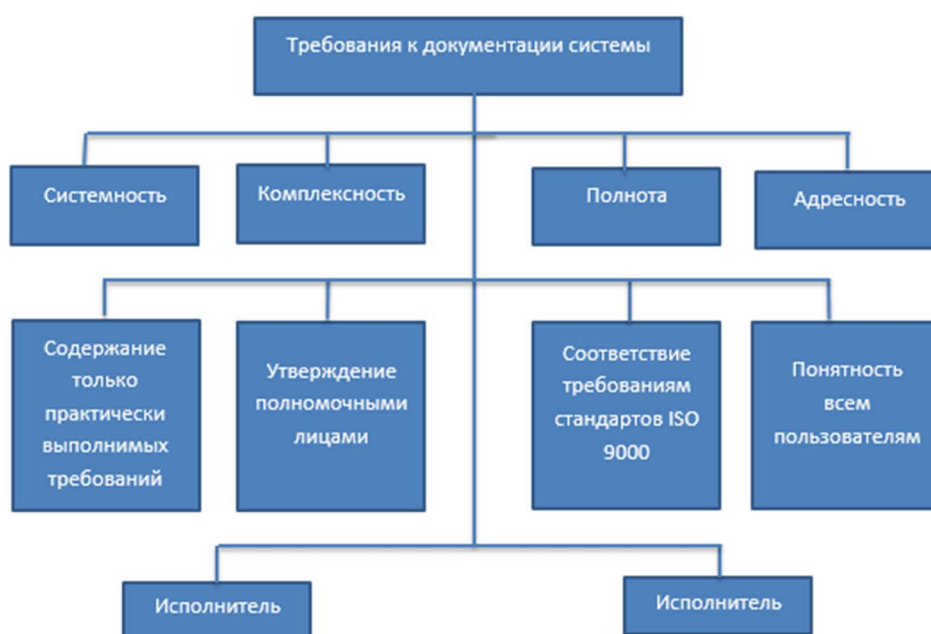 Требования к документации системы
Системность
Комплексность
Полнота
Адресность
Содержание
только
практически
выполнимых
требований
Утверждение
полномочными
лицами
Соответствие
требованиям
стандартов ISO
9000
Понятность
всем
пользователям
Исполнитель
Исполнитель